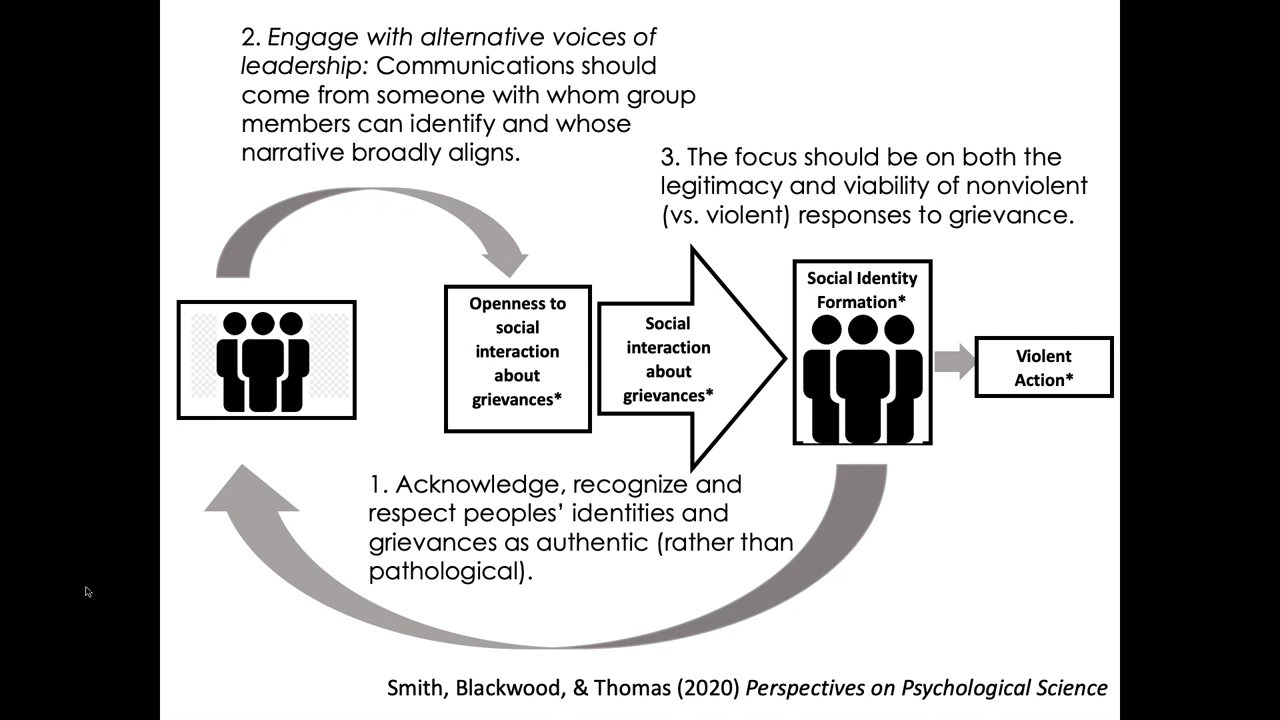 2. Engage with alternative voices of
leadership: Communications should
come from someone with whom group
members can identify and whose
narrative broadly aligns.
3. The focus should be on both the
legitimacy and viability of nonviolent
(vs. violent) responses to grievance.
Openness to
social
interaction
about
grievances*
Social
interaction
about
grievances*
Social Identity
Formation*
Violent
Action*
1. Acknowledge, recognize and
respect peoples’ identities and
grievances as authentic (rather than
pathological).
Smith, Blackwood, & Thomas (2020) Perspectives on Psychological Science